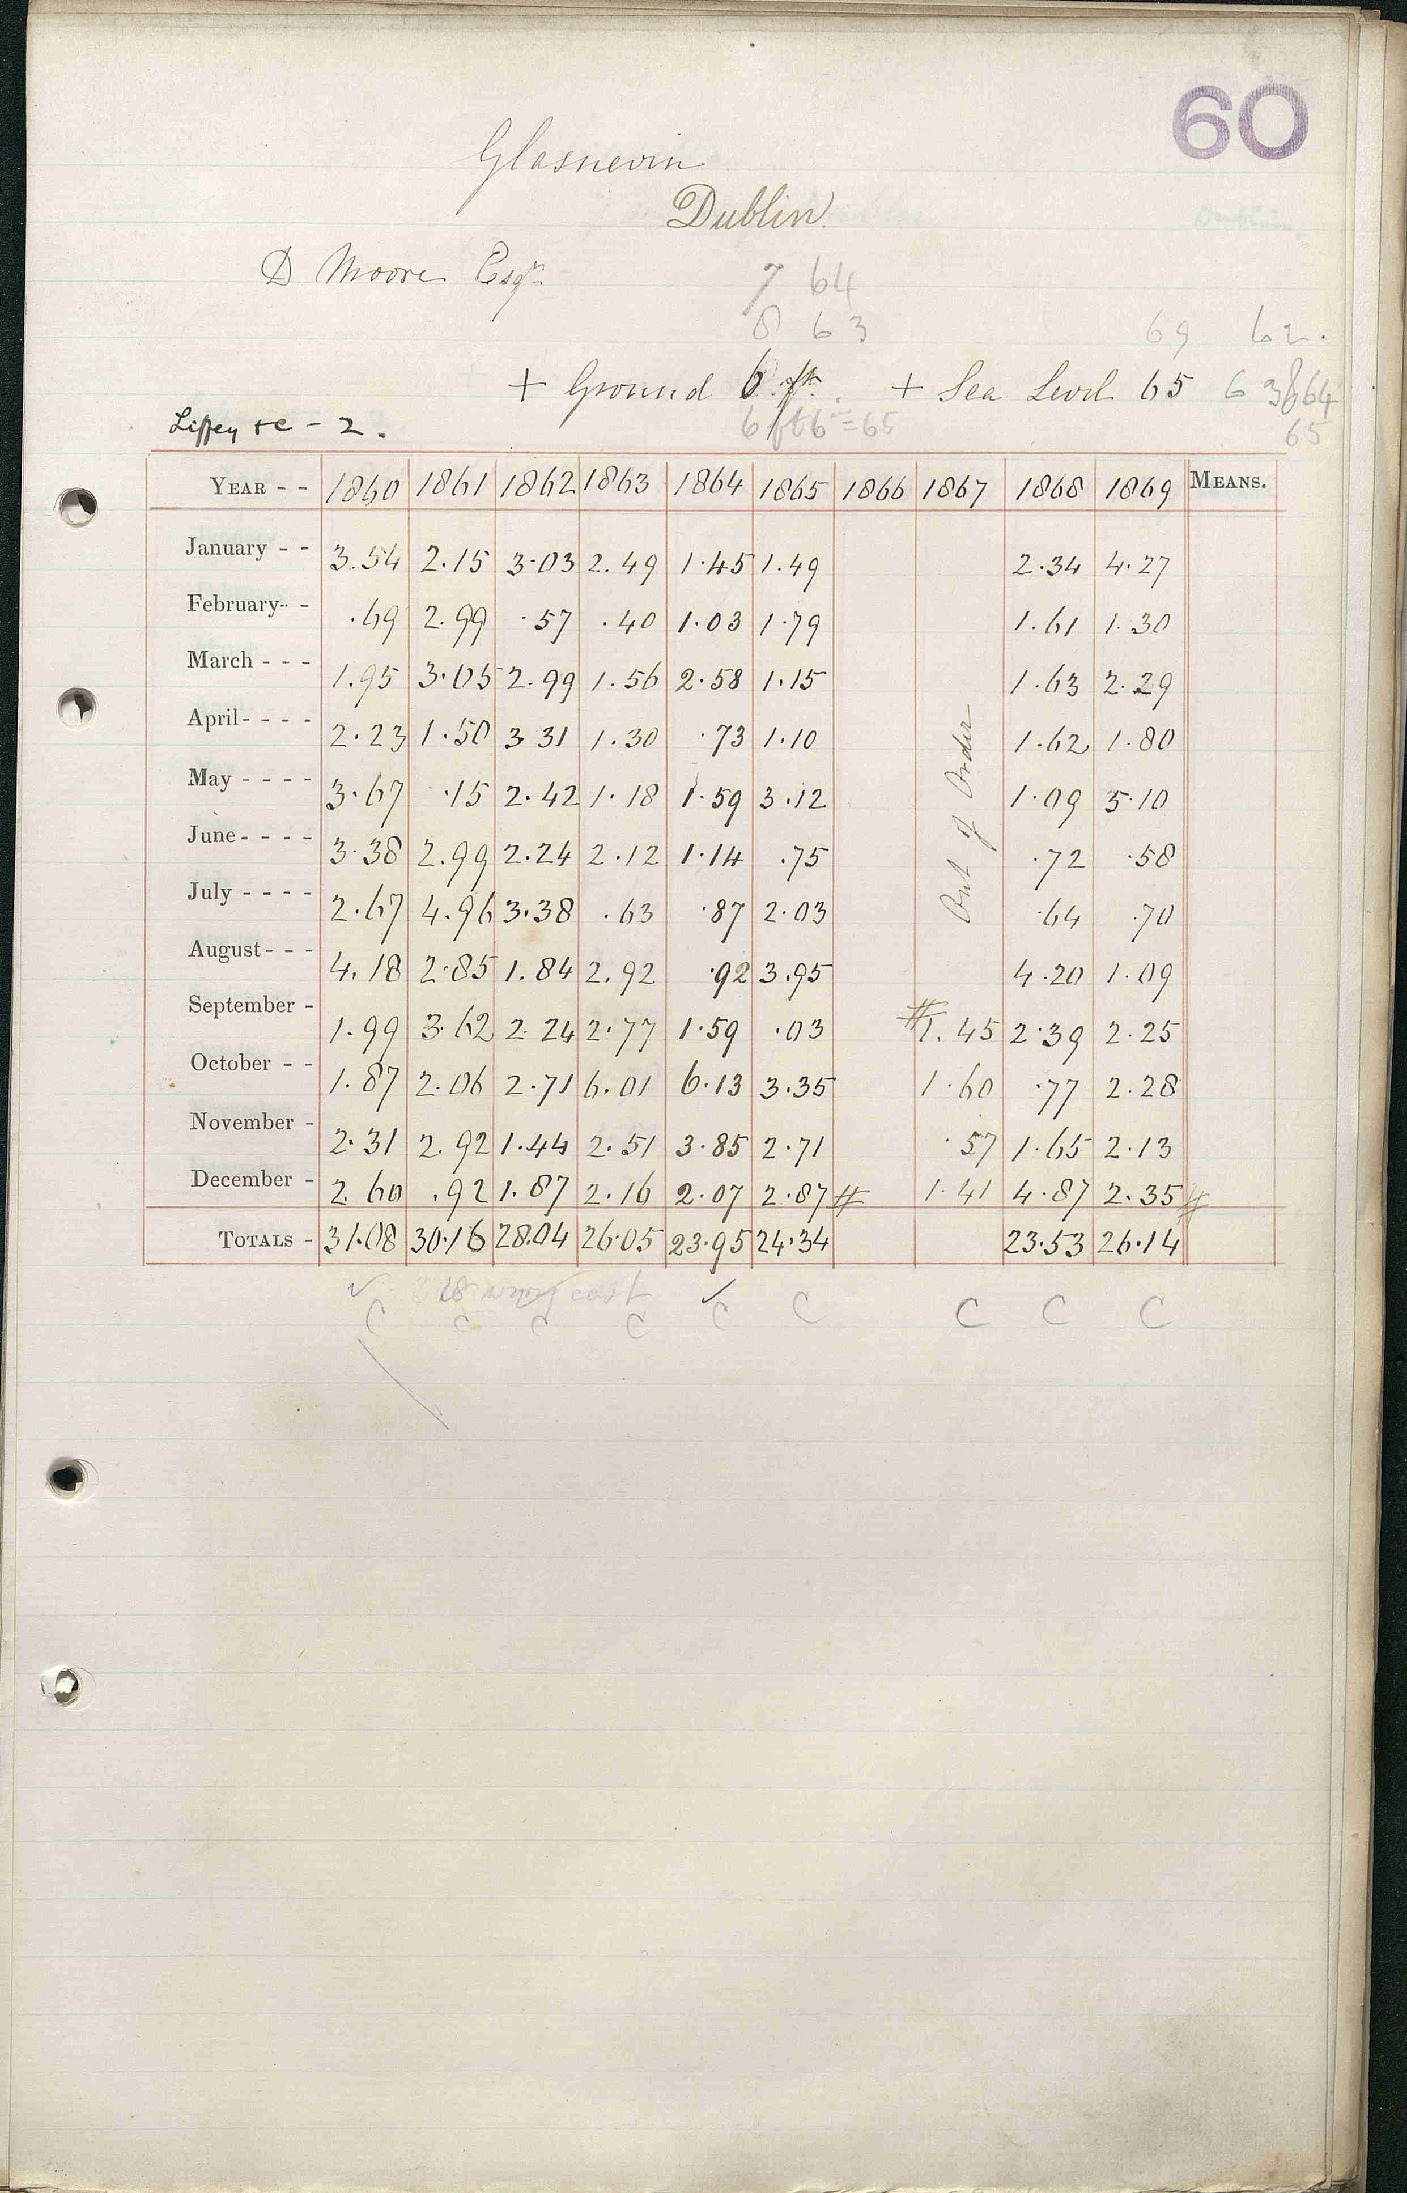 60
Glasnevin
Dublin
D Moore Esqr
7 64
8 63 69 62.
+ Ground 6 ft. + Sea Level 65 6 3 64
6 ft 6 in = 65 65
Liffey &c - 2.
YEAR - - 1860 1861 1862 1863 1864 1865 1866 1867 1868 1869 MEANS.
January - - 3.54 2.15 3.03 2.49 1.45 1.49 2.34 4.27
February - - .69 2.99 .57 .40 1.03 1.79 1.61 1.30
March - - - 1.95 3.05 2.99 1.56 2.58 1.15 1.63 2.29
April - - - - 2.23 1.50 3 31 1.30 .73 1.10 1.62 1.80
May - - - - 3.67 .15 2.42 1.18 1.59 3.12 1.09 5.10
June - - - - 3.38 2.99 2.24 2.12 1.14 .75 .72 .58
July - - - - 2.67 4.96 3.38 .63 .87 2.03 .64 .70
August - - - 4.18 2.85 1.84 2.92 .92 3.95 4.20 1.09
September - 1.99 3.62 2.24 2.77 1.59 .03 #1.45 2.39 2.25
October - - 1.87 2.06 2.71 6.01 6.13 3.35 1.60 .77 2.28
November - 2.31 2.92 1.44 2.51 3.85 2.71 .57 1.65 2.13
December - 2.60 .92 1.87 2.16 2.07 2.87 # 1.41 4.87 2.35 #
Out of Order
TOTALS - 31.08 30.16 28.04 26.05 23.95 24.34 23.53 26.14
✓ ✓
C C C C C C C C C